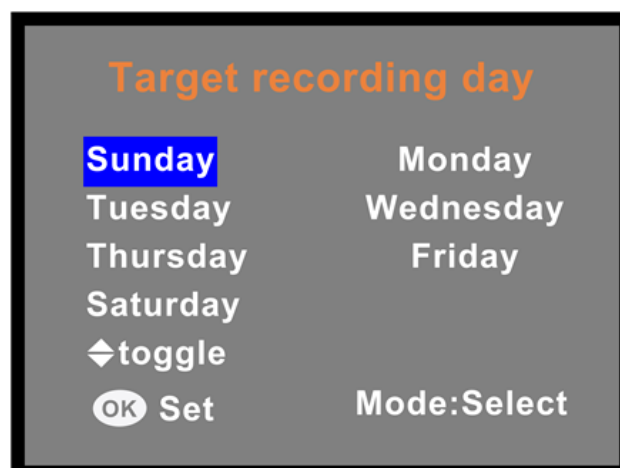 Target recording day
Sunday Monday
Tuesday Wednesday
Thursday Friday
Saturday
toggle
OK Set Mode:Select